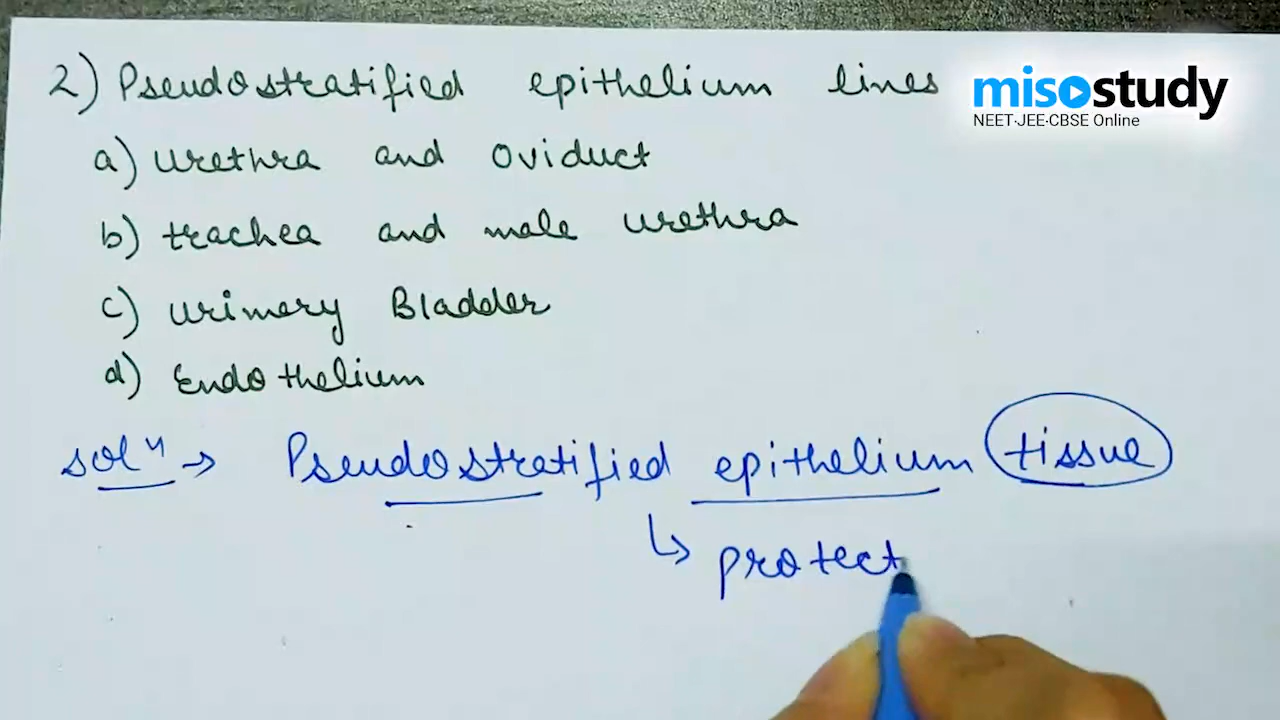 2) Pseudostratified epithelium lines
misostudy
NEET·JEE·CBSE Online
a) urethra and oviduct
b) trachea and male urethra
c) urinary Bladder
d) Endothelium
solⁿ → Pseudostratified epithelium tissue
↳ protect